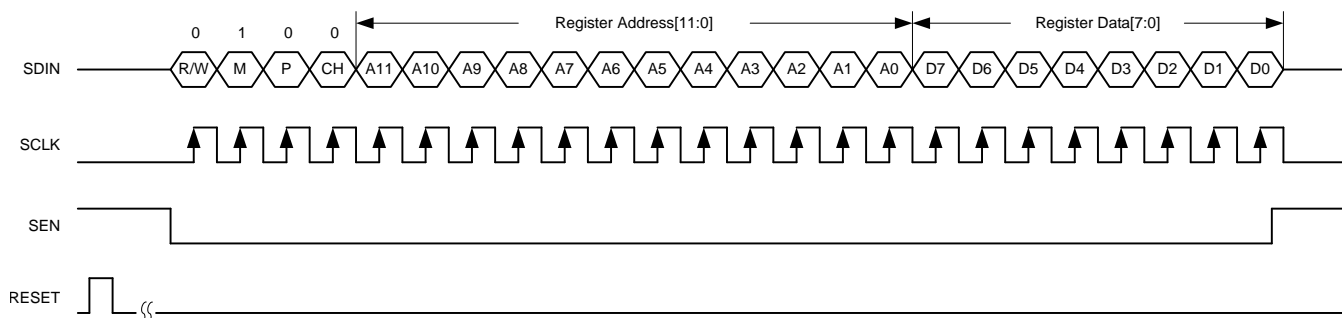 Register Address[11:0] Register Data[7:0]
0 1 0 0
SDIN R/W M P CH A11 A10 A9 A8 A7 A6 A5 A4 A3 A2 A1 A0 D7 D6 D5 D4 D3 D2 D1 D0
SCLK
SEN
RESET